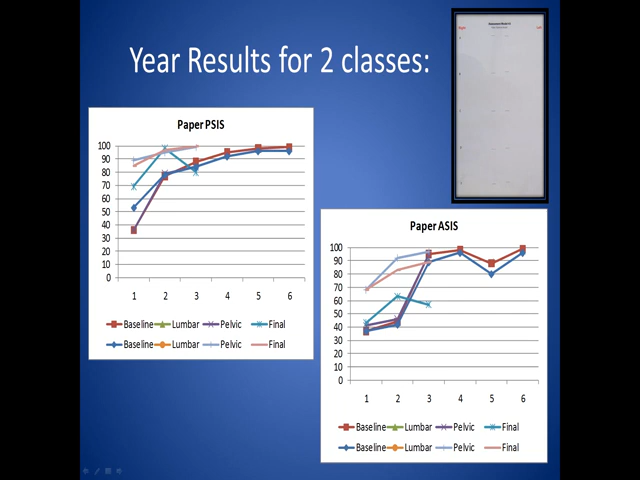 Year Results for 2 classes:
Paper PSIS
100
90
80
70
60
50
40
30
20
10
0
1 2 3 4 5 6
Baseline Lumbar Pelvic Final
Baseline Lumbar Pelvic Final
Paper ASIS
100
90
80
70
60
50
40
30
20
10
0
1 2 3 4 5 6
Baseline Lumbar Pelvic Final
Baseline Lumbar Pelvic Final